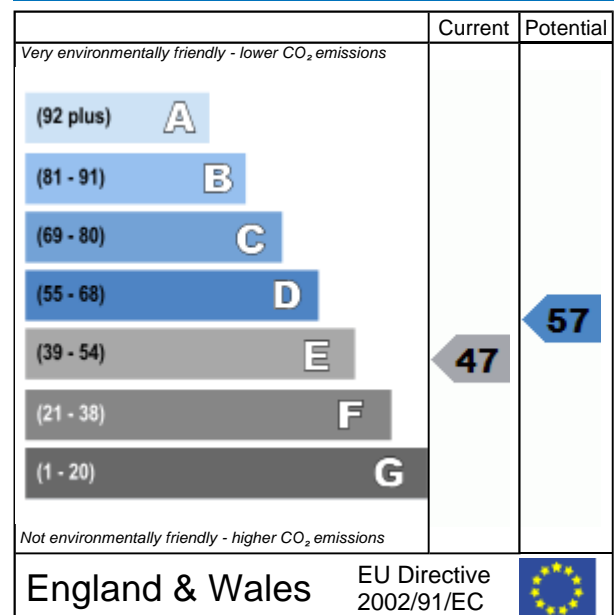 Current Potential
Very environmentally friendly - lower CO₂ emissions
(92 plus) A
(81 - 91) B
(69 - 80) C
(55 - 68) D
57
(39 - 54) E
47
(21 - 38) F
(1 - 20) G
Not environmentally friendly - higher CO₂ emissions
England & Wales
EU Directive
2002/91/EC